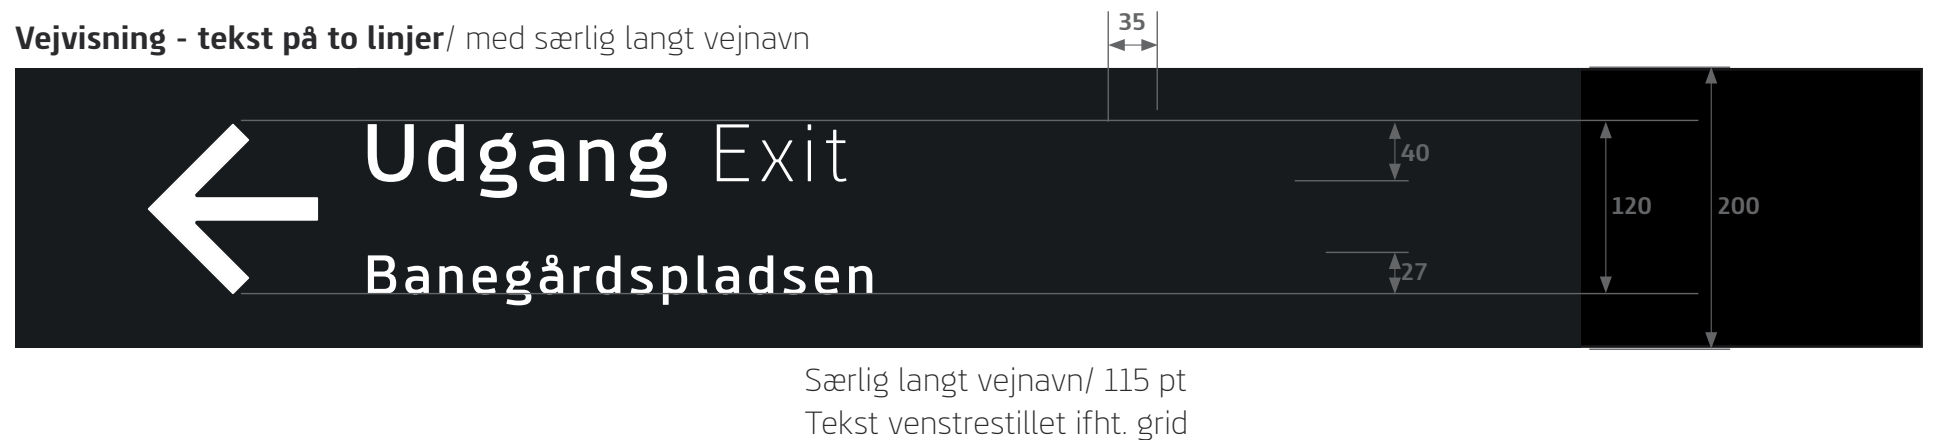 35
Vejvisning - tekst på to linjer/ med særlig langt vejnavn
Udgang Exit
40
120
200
27
Banegårdspladsen
Særlig langt vejnavn/ 115 pt
Tekst venstrestillet ifht. grid